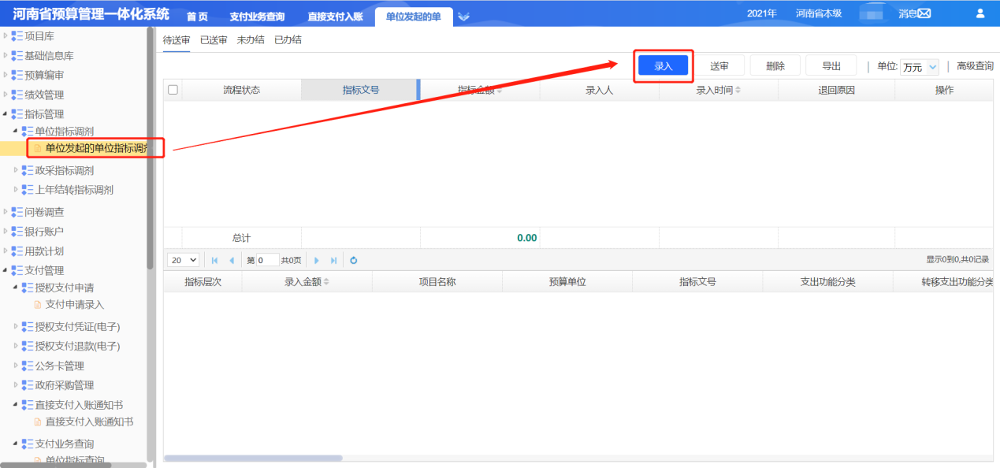 河南省预算管理一体化系统 首页 支付业务查询 直接支付入账 单位发起的单 2021年 河南省本级 消息
项目库
基础信息库
预算编审
绩效管理
指标管理
单位指标调剂
单位发起的单位指标调剂
政采指标调剂
上年结转指标调剂
问卷调查
银行账户
用款计划
支付管理
授权支付申请
支付申请录入
授权支付凭证(电子)
授权支付退款(电子)
公务卡管理
政府采购管理
直接支付入账通知书
直接支付入账通知书
支付业务查询
单位指标查询
待送审 已送审 未办结 已办结
录入 送审 删除 导出 | 单位: 万元 | 高级查询
流程状态 指标文号 指标金额 录入人 录入时间 退回原因 操作
总计 0.00
20 第 0 共0页 显示0到0,共0记录
指标层次 录入金额 项目名称 预算单位 指标文号 支出功能分类 转移支出功能分类